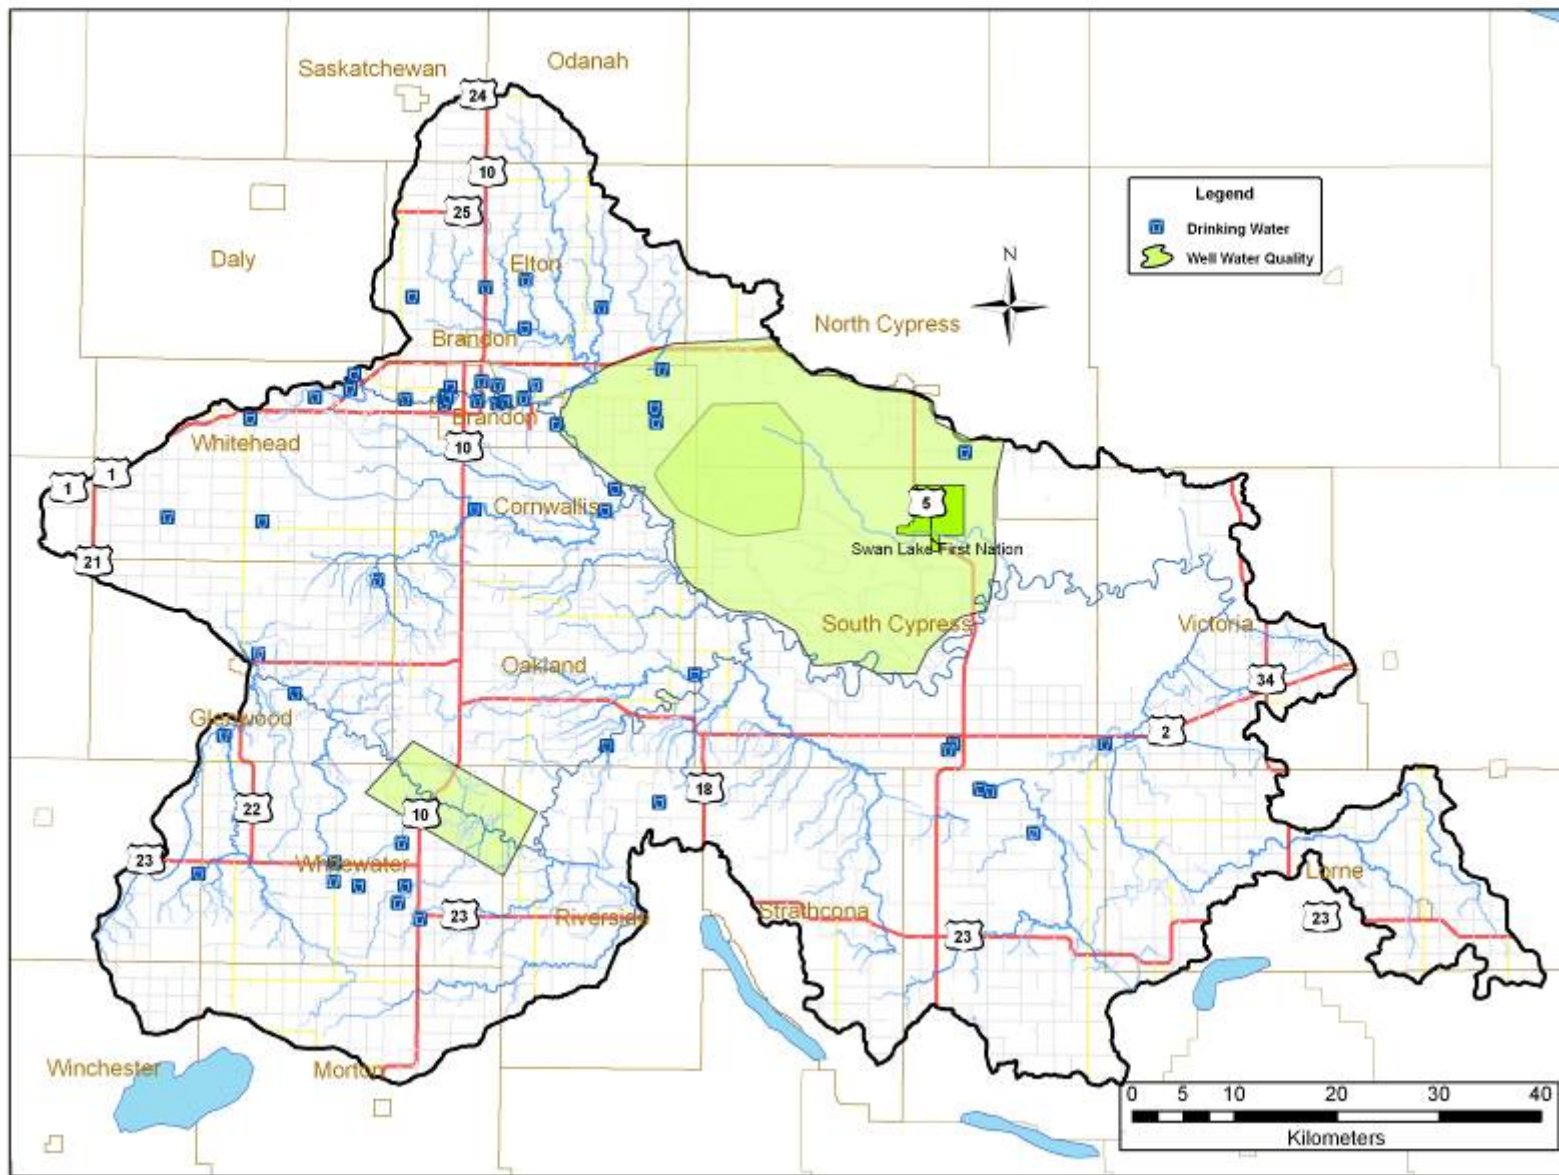 Odanah
Saskatchewan
24
10
25
Legend
Drinking Water
Well Water Quality
N
Daly
Elton
North Cypress
Brandon
Brandon
Whitehead
10
1
1
5
Cornwallis
Swan Lake First Nation
21
South Cypress
Victoria
Oakland
34
Glenwood
2
18
22
10
23
Whitewater
Lorne
23
Riverside
Strathcona
23
23
Winchester
Morton
0 5 10 20 30 40
Kilometers